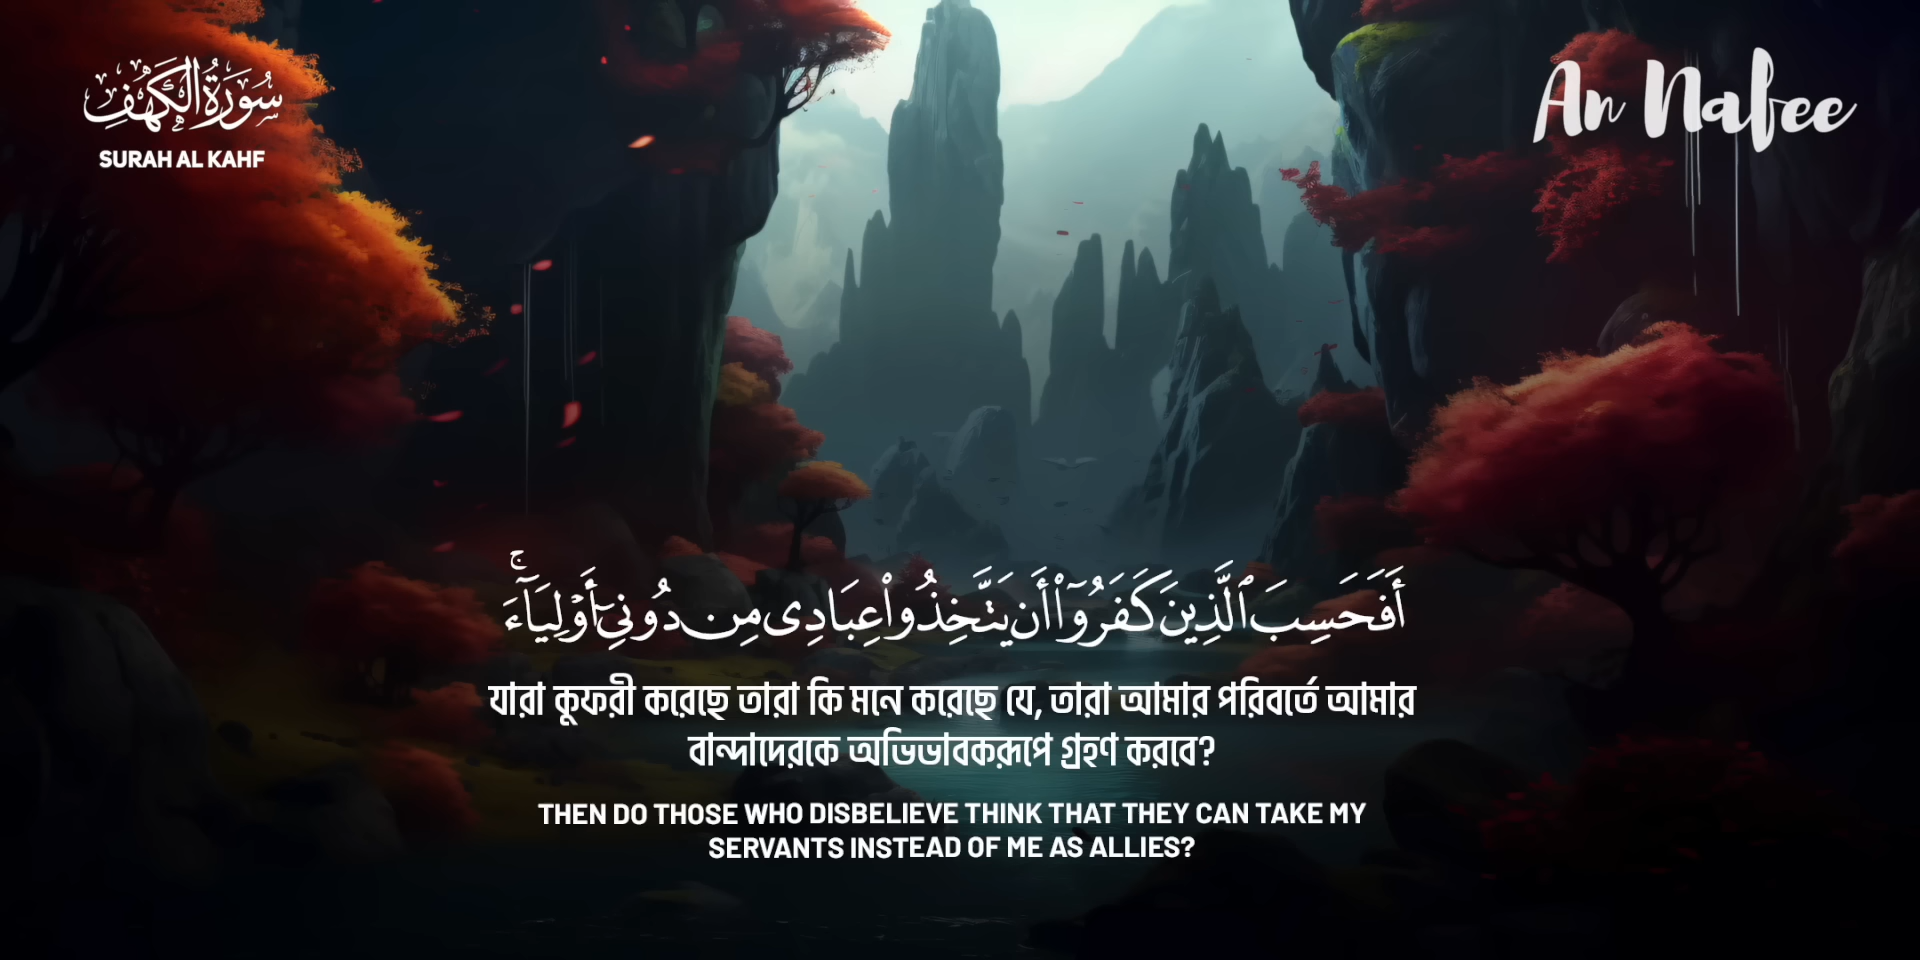 سُورَةُ الكَهْفِ
SURAH AL KAHF
An Nafee
أَفَحَسِبَ ٱلَّذِينَ كَفَرُوٓا۟ أَن يَتَّخِذُوا۟ عِبَادِى مِن دُونِىٓ أَوْلِيَآءَ ۚ
যারা কুফরী করেছে তারা কি মনে করেছে যে, তারা আমার পরিবর্তে আমার
বান্দাদেরকে অভিভাবকরূপে গ্রহণ করবে?
THEN DO THOSE WHO DISBELIEVE THINK THAT THEY CAN TAKE MY
SERVANTS INSTEAD OF ME AS ALLIES?